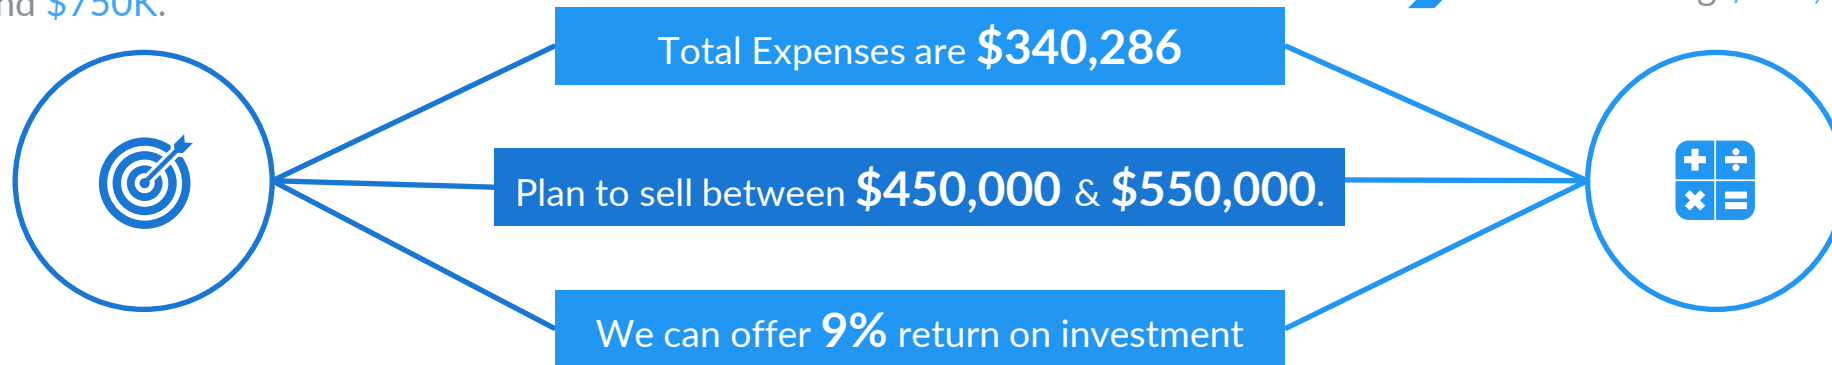 $750K.
Total Expenses are $340,286
Plan to sell between $450,000 & $550,000.
We can offer 9% return on investment